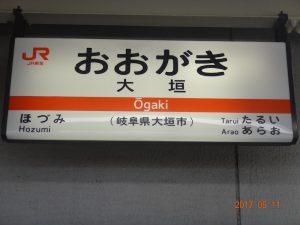 JR
JR東海
おおがき
大垣
Ōgaki
ほづみ
Hozumi
(岐阜県大垣市)
Tarui たるい
Arao あらお
2017 05 11